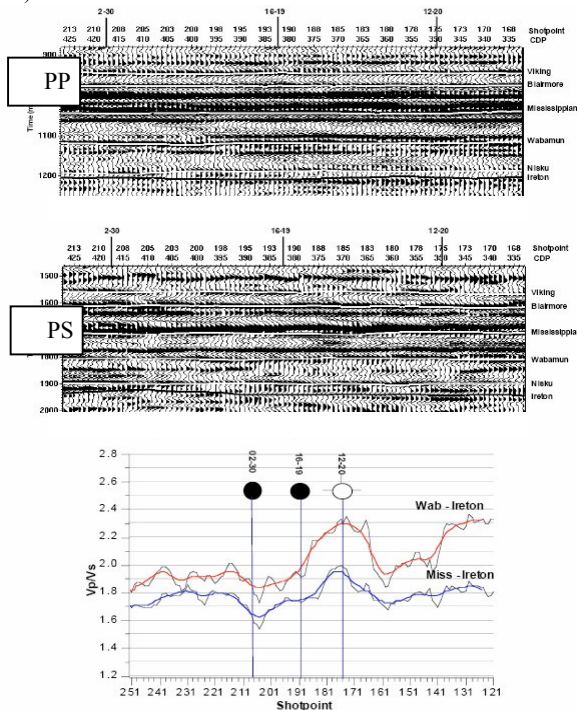 2-30 16-19 12-20
213 210 208 205 203 200 195 195 193 190 188 185 183 180 178 175 173 170 168 Shotpoint
425 420 415 410 405 400 395 390 385 380 375 370 365 360 355 350 345 340 335 CDP
900
PP
Viking
Blairmore
Mississippian
1100
Wabamun
Nisku
1200
Ireton
2-30 16-19 12-20
213 210 208 205 203 200 198 195 193 190 188 185 183 180 178 175 173 170 168 Shotpoint
425 420 415 410 405 400 395 390 385 380 375 370 365 360 355 350 345 340 335 CDP
1500
Viking
1600
Blairmore
PS
Mississippian
Wabamun
1900
Nisku
Ireton
2000
2.8
02-30 16-19 12-20
2.6
2.4
Wab - Ireton
2.2
2.0
Vp/Vs
Miss - Ireton
1.8
1.6
1.4
1.2
251 241 231 221 211 201 191 181 171 161 151 141 131 121
Shotpoint